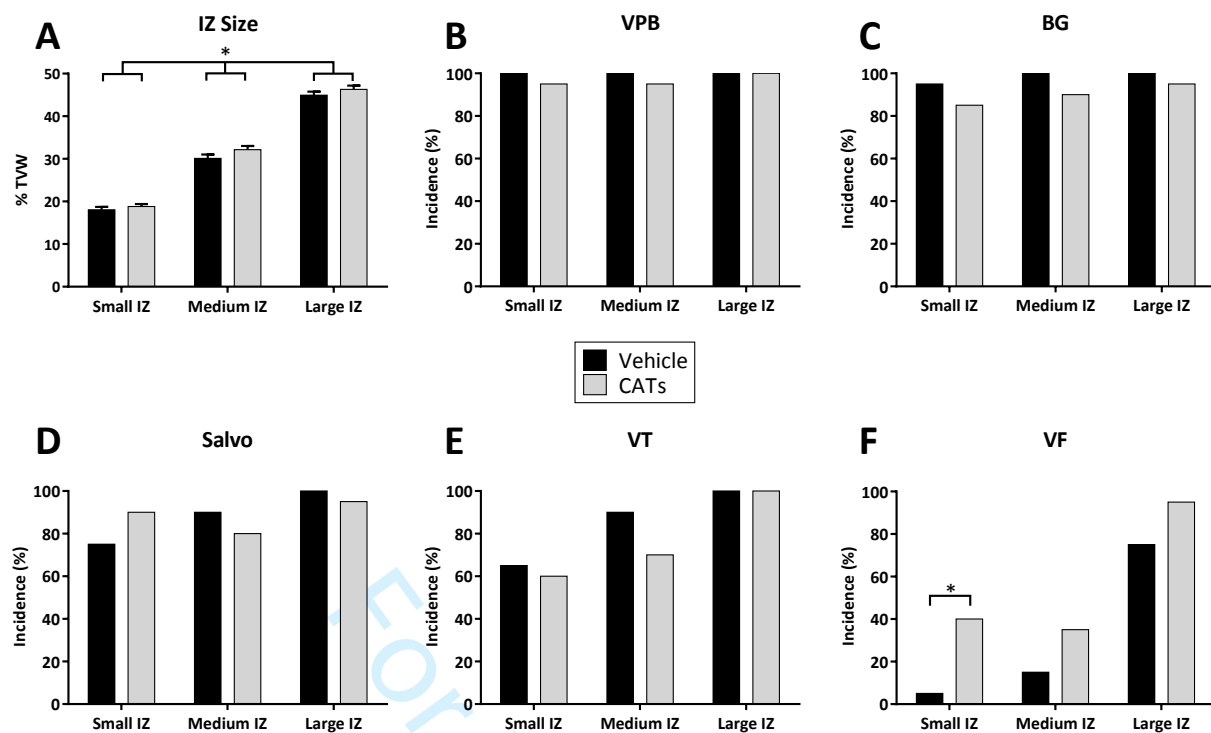 A
IZ Size
*
50
40
30
20
10
0
% TVW
Small IZ
Medium IZ
Large IZ
B
VPB
100
80
60
40
20
0
Incidence (%)
Small IZ
Medium IZ
Large IZ
C
BG
100
80
60
40
20
0
Incidence (%)
Small IZ
Medium IZ
Large IZ
Vehicle
CATs
D
Salvo
100
80
60
40
20
0
Incidence (%)
Small IZ
Medium IZ
Large IZ
E
VT
100
80
60
40
20
0
Incidence (%)
Small IZ
Medium IZ
Large IZ
F
VF
100
80
60
40
20
0
Incidence (%)
*
Small IZ
Medium IZ
Large IZ
For